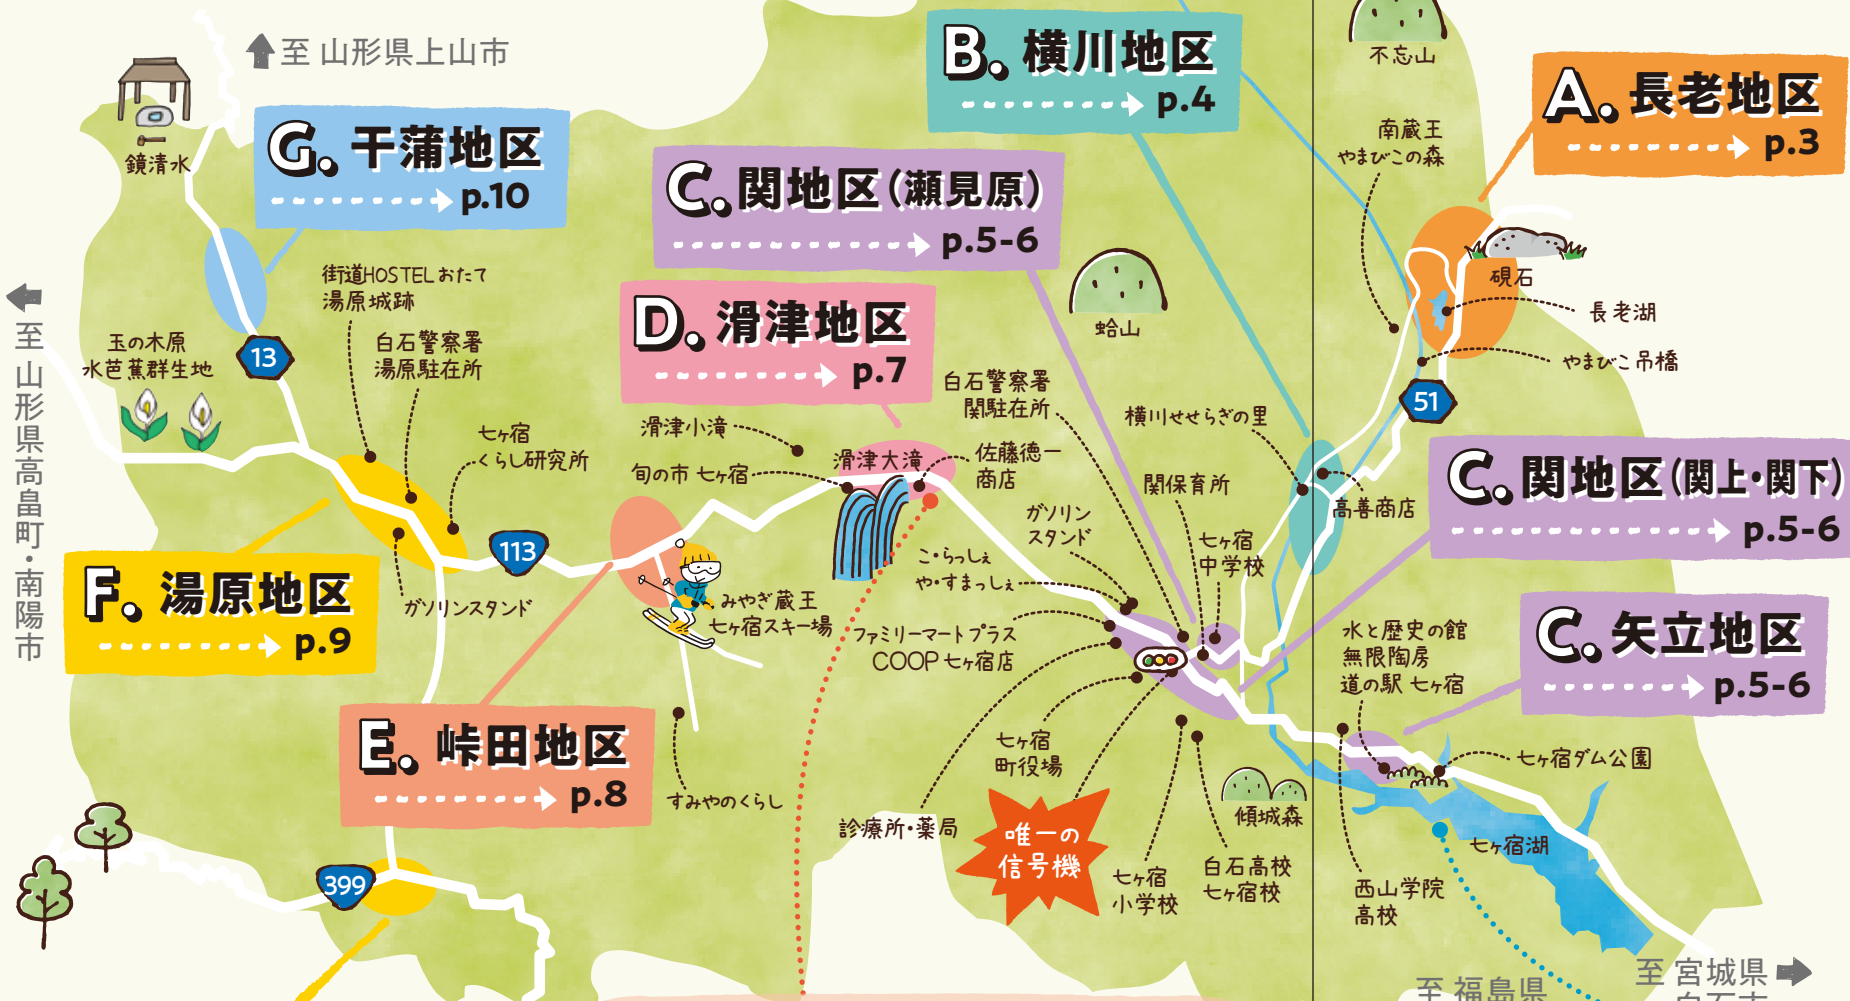 至 山形県上山市
B. 横川地区
p.4
不忘山
A. 長老地区
p.3
鏡清水
G. 干蒲地区
p.10
C. 関地区(瀬見原)
p.5-6
南蔵王
やまびこの森
硯石
長老湖
やまびこ吊橋
51
蛤山
D. 滑津地区
p.7
街道HOSTELおたて
湯原城跡
至 山形県高畠町・南陽市
玉の木原
水芭蕉群生地
13
白石警察署
湯原駐在所
七ヶ宿
くらし研究所
滑津小滝
旬の市 七ヶ宿
滑津大滝
佐藤徳一
商店
白石警察署
関駐在所
横川せせらぎの里
関保育所
高善商店
C. 関地区(関上・関下)
p.5-6
ガソリン
スタンド
七ヶ宿
中学校
こ・らっしぇ
や・すまっしぇ
113
F. 湯原地区
p.9
ガソリンスタンド
みやぎ蔵王
七ヶ宿スキー場
ファミリーマートプラス
COOP七ヶ宿店
水と歴史の館
無限陶房
道の駅 七ヶ宿
C. 矢立地区
p.5-6
E. 峠田地区
p.8
すみやのくらし
七ヶ宿
町役場
七ヶ宿ダム公園
診療所・薬局
唯一の
信号機
傾城森
七ヶ宿湖
七ヶ宿
小学校
白石高校
七ヶ宿校
西山学院
高校
399
至 宮城県
白石市
至 福島県